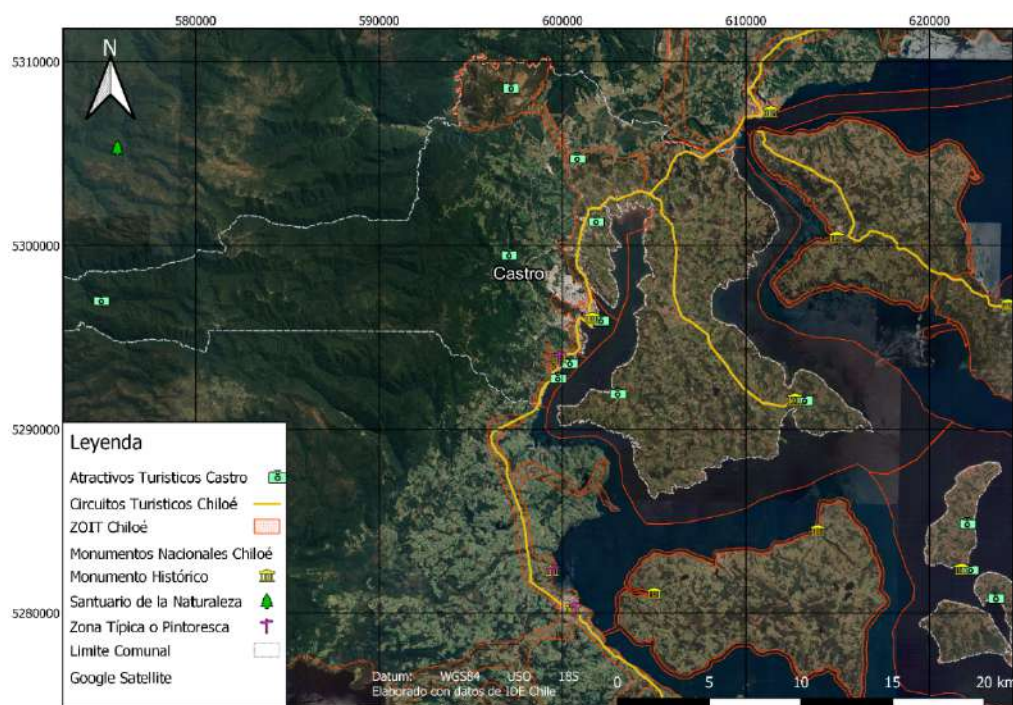 580000 590000 600000 610000 620000
N
5310000
5300000
5290000
5280000
Castro
Leyenda
Atractivos Turisticos Castro
Circuitos Turisticos Chiloé
ZOIT Chiloé
Monumentos Nacionales Chiloé
Monumento Histórico
Santuario de la Naturaleza
Zona Típica o Pintoresca
Limite Comunal
Google Satellite
Datum: WGS84 USO 18S
Elaborado con datos de IDE Chile
0 5 10 15 20 km